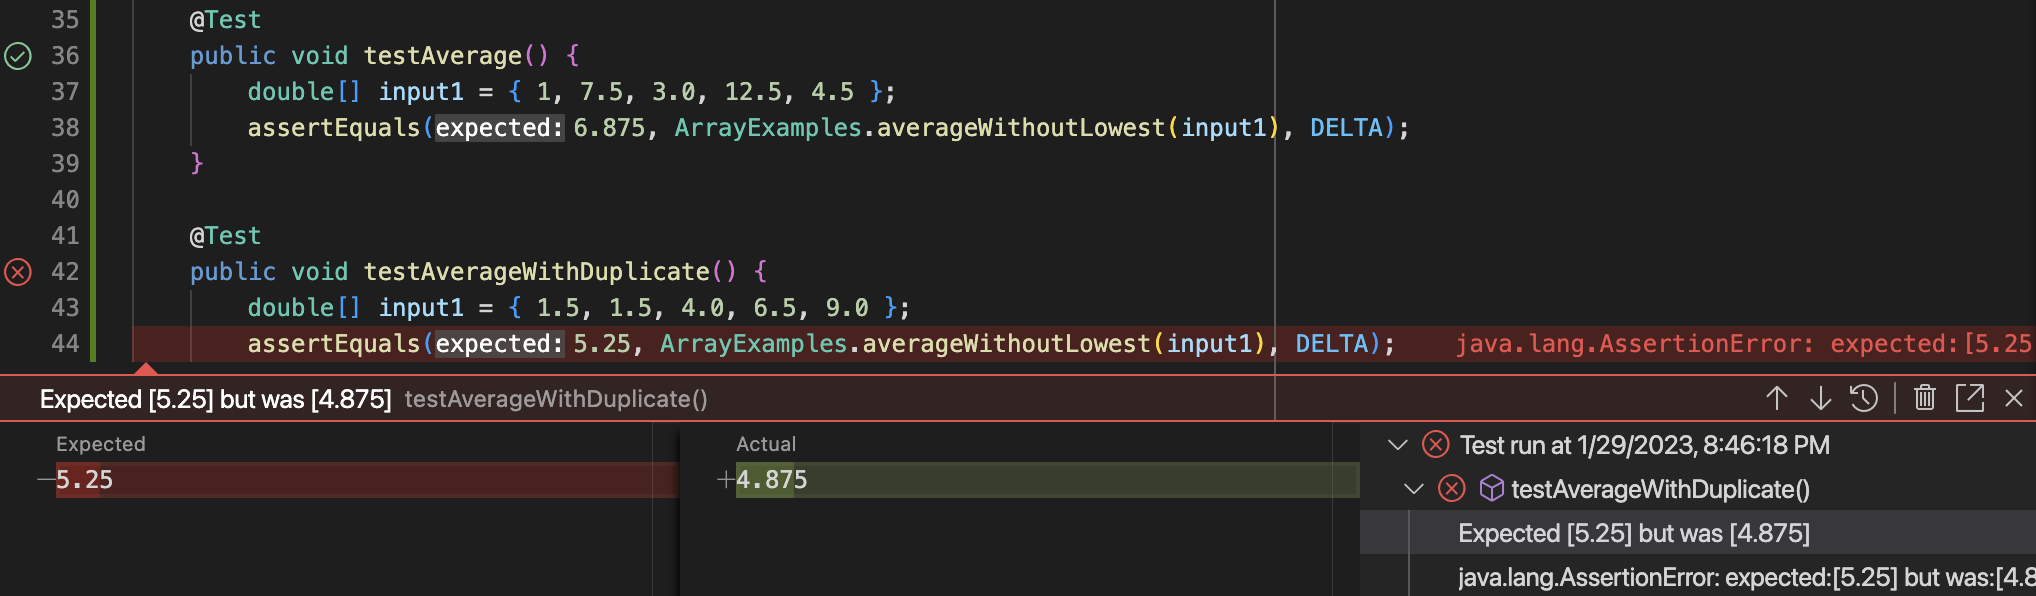 35 @Test
36 public void testAverage() {
37 double[] input1 = { 1, 7.5, 3.0, 12.5, 4.5 };
38 assertEquals(expected: 6.875, ArrayExamples.averageWithoutLowest(input1), DELTA);
39 }
40
41 @Test
42 public void testAverageWithDuplicate() {
43 double[] input1 = { 1.5, 1.5, 4.0, 6.5, 9.0 };
44 assertEquals(expected: 5.25, ArrayExamples.averageWithoutLowest(input1), DELTA); java.lang.AssertionError: expected:[5.25
Expected [5.25] but was [4.875] testAverageWithDuplicate()
Expected
—5.25
Actual
+4.875
Test run at 1/29/2023, 8:46:18 PM
testAverageWithDuplicate()
Expected [5.25] but was [4.875]
java.lang.AssertionError: expected:[5.25] but was:[4.8